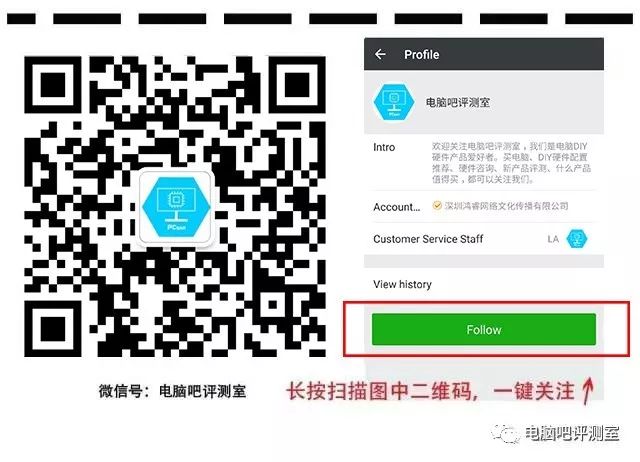 PCEVA
微信号：电脑吧评测室
Profile
电脑吧评测室
Intro
欢迎关注电脑吧评测室，我们是电脑DIY
硬件产品爱好者。买电脑、DIY硬件配置
推荐、硬件咨询、新产品评测、什么产品
值得买，都可以关注我们。
Account...
深圳鸿睿网络文化传播有限公司
Customer Service Staff
LA
View history
Follow
长按扫描图中二维码，一键关注
电脑吧评测室